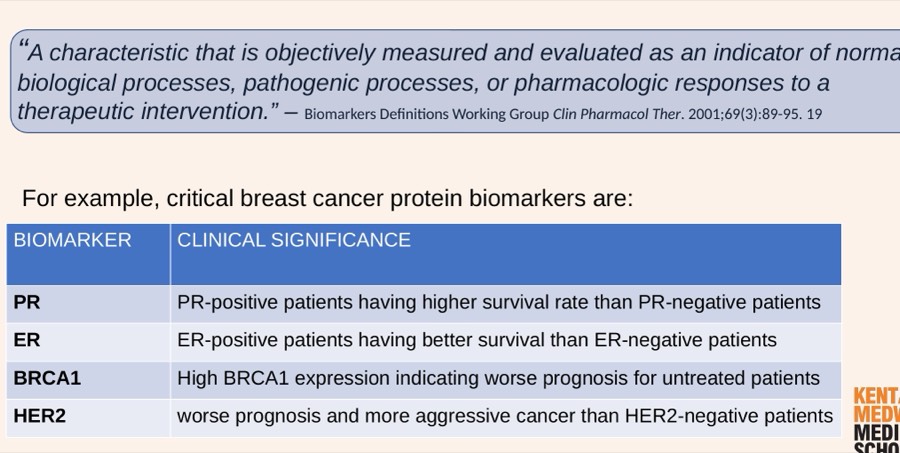 “A characteristic that is objectively measured and evaluated as an indicator of norma
biological processes, pathogenic processes, or pharmacologic responses to a
therapeutic intervention.” – Biomarkers Definitions Working Group Clin Pharmacol Ther. 2001;69(3):89-95. 19
For example, critical breast cancer protein biomarkers are:
BIOMARKER CLINICAL SIGNIFICANCE
PR PR-positive patients having higher survival rate than PR-negative patients
ER ER-positive patients having better survival than ER-negative patients
BRCA1 High BRCA1 expression indicating worse prognosis for untreated patients
HER2 worse prognosis and more aggressive cancer than HER2-negative patients
KENT
MEDW
MEDI
SCHO